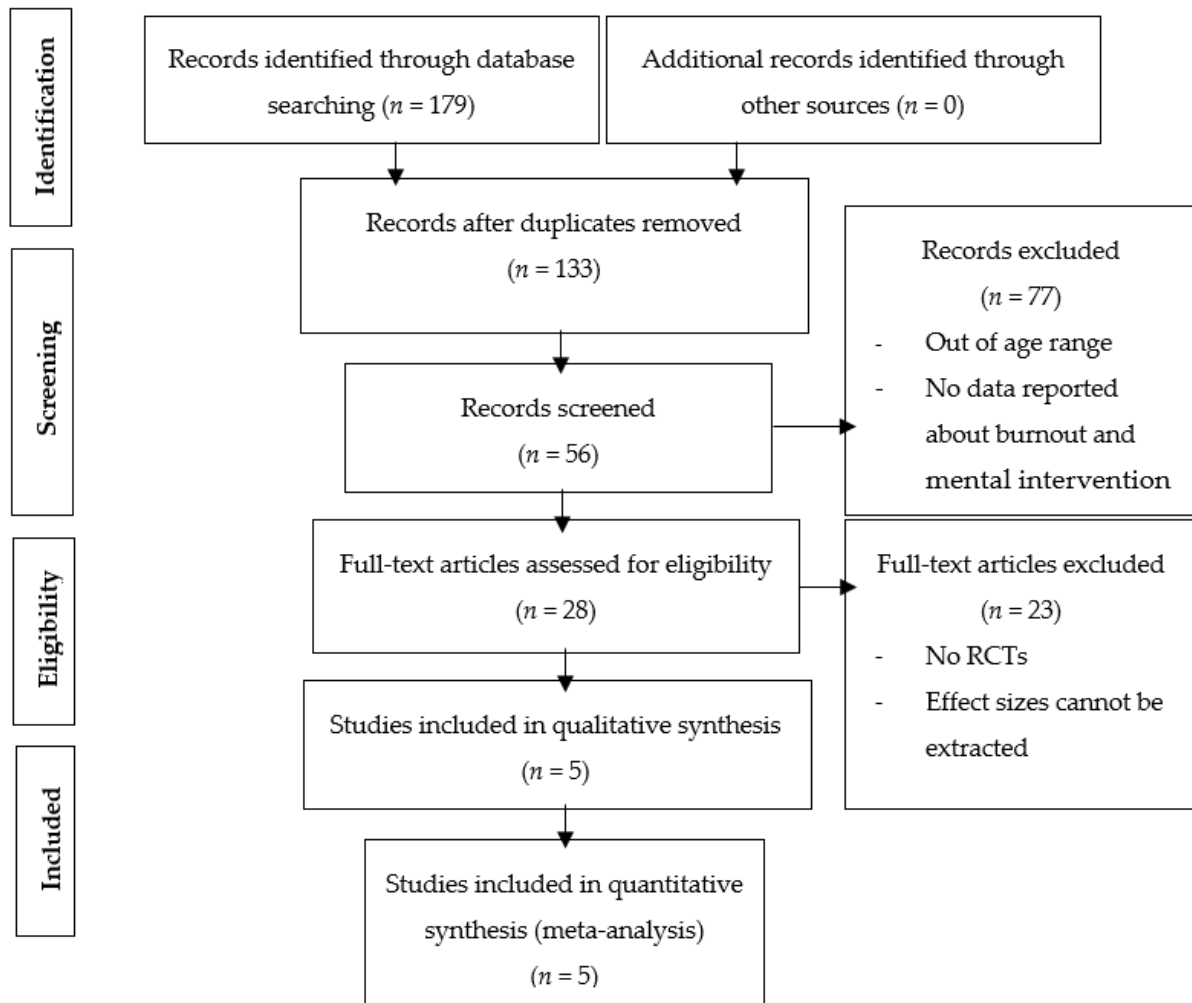 Identification
Records identified through database
searching (n = 179)
Additional records identified through
other sources (n = 0)
Records after duplicates removed
(n = 133)
Screening
Records screened
(n = 56)
Records excluded
(n = 77)
- Out of age range
- No data reported
about burnout and
mental intervention
Eligibility
Full-text articles assessed for eligibility
(n = 28)
Full-text articles excluded
(n = 23)
- No RCTs
- Effect sizes cannot be
extracted
Studies included in qualitative synthesis
(n = 5)
Included
Studies included in quantitative
synthesis (meta-analysis)
(n = 5)